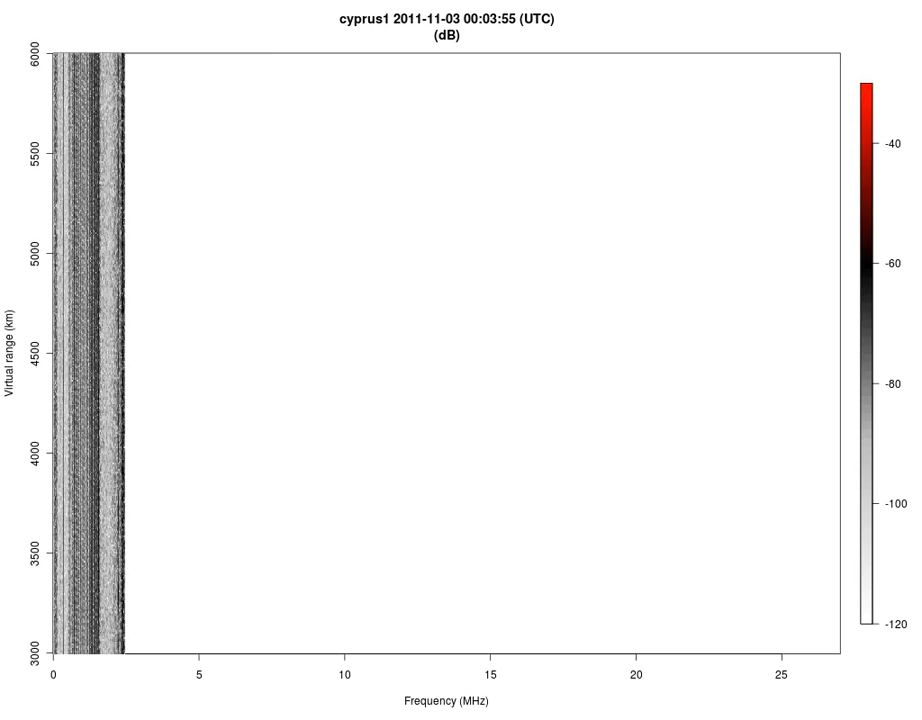 cyprus1 2011-11-03 00:03:55 (UTC)
(dB)
6000
5500
5000
4500
4000
3500
3000
Virtual range (km)
0 5 10 15 20 25
Frequency (MHz)
-40
-60
-80
-100
-120